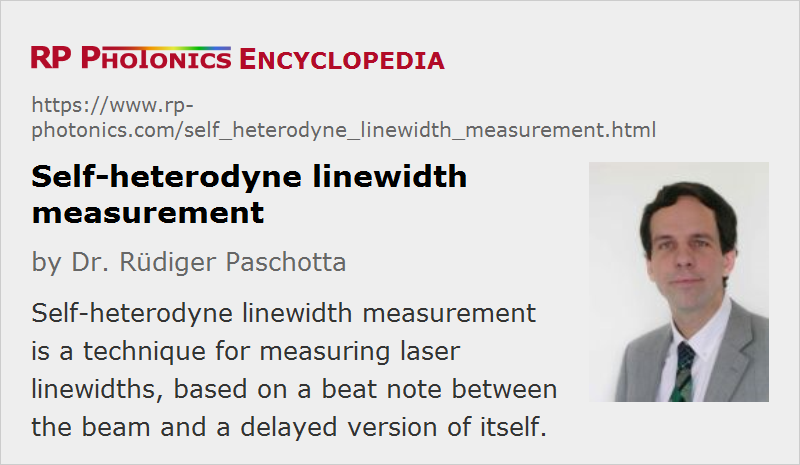 RP PHOTONICS ENCYCLOPEDIA
https://www.rp-
photonics.com/self_heterodyne_linewidth_measurement.html
Self-heterodyne linewidth
measurement
by Dr. Rüdiger Paschotta
Self-heterodyne linewidth measurement
is a technique for measuring laser
linewidths, based on a beat note between
the beam and a delayed version of itself.